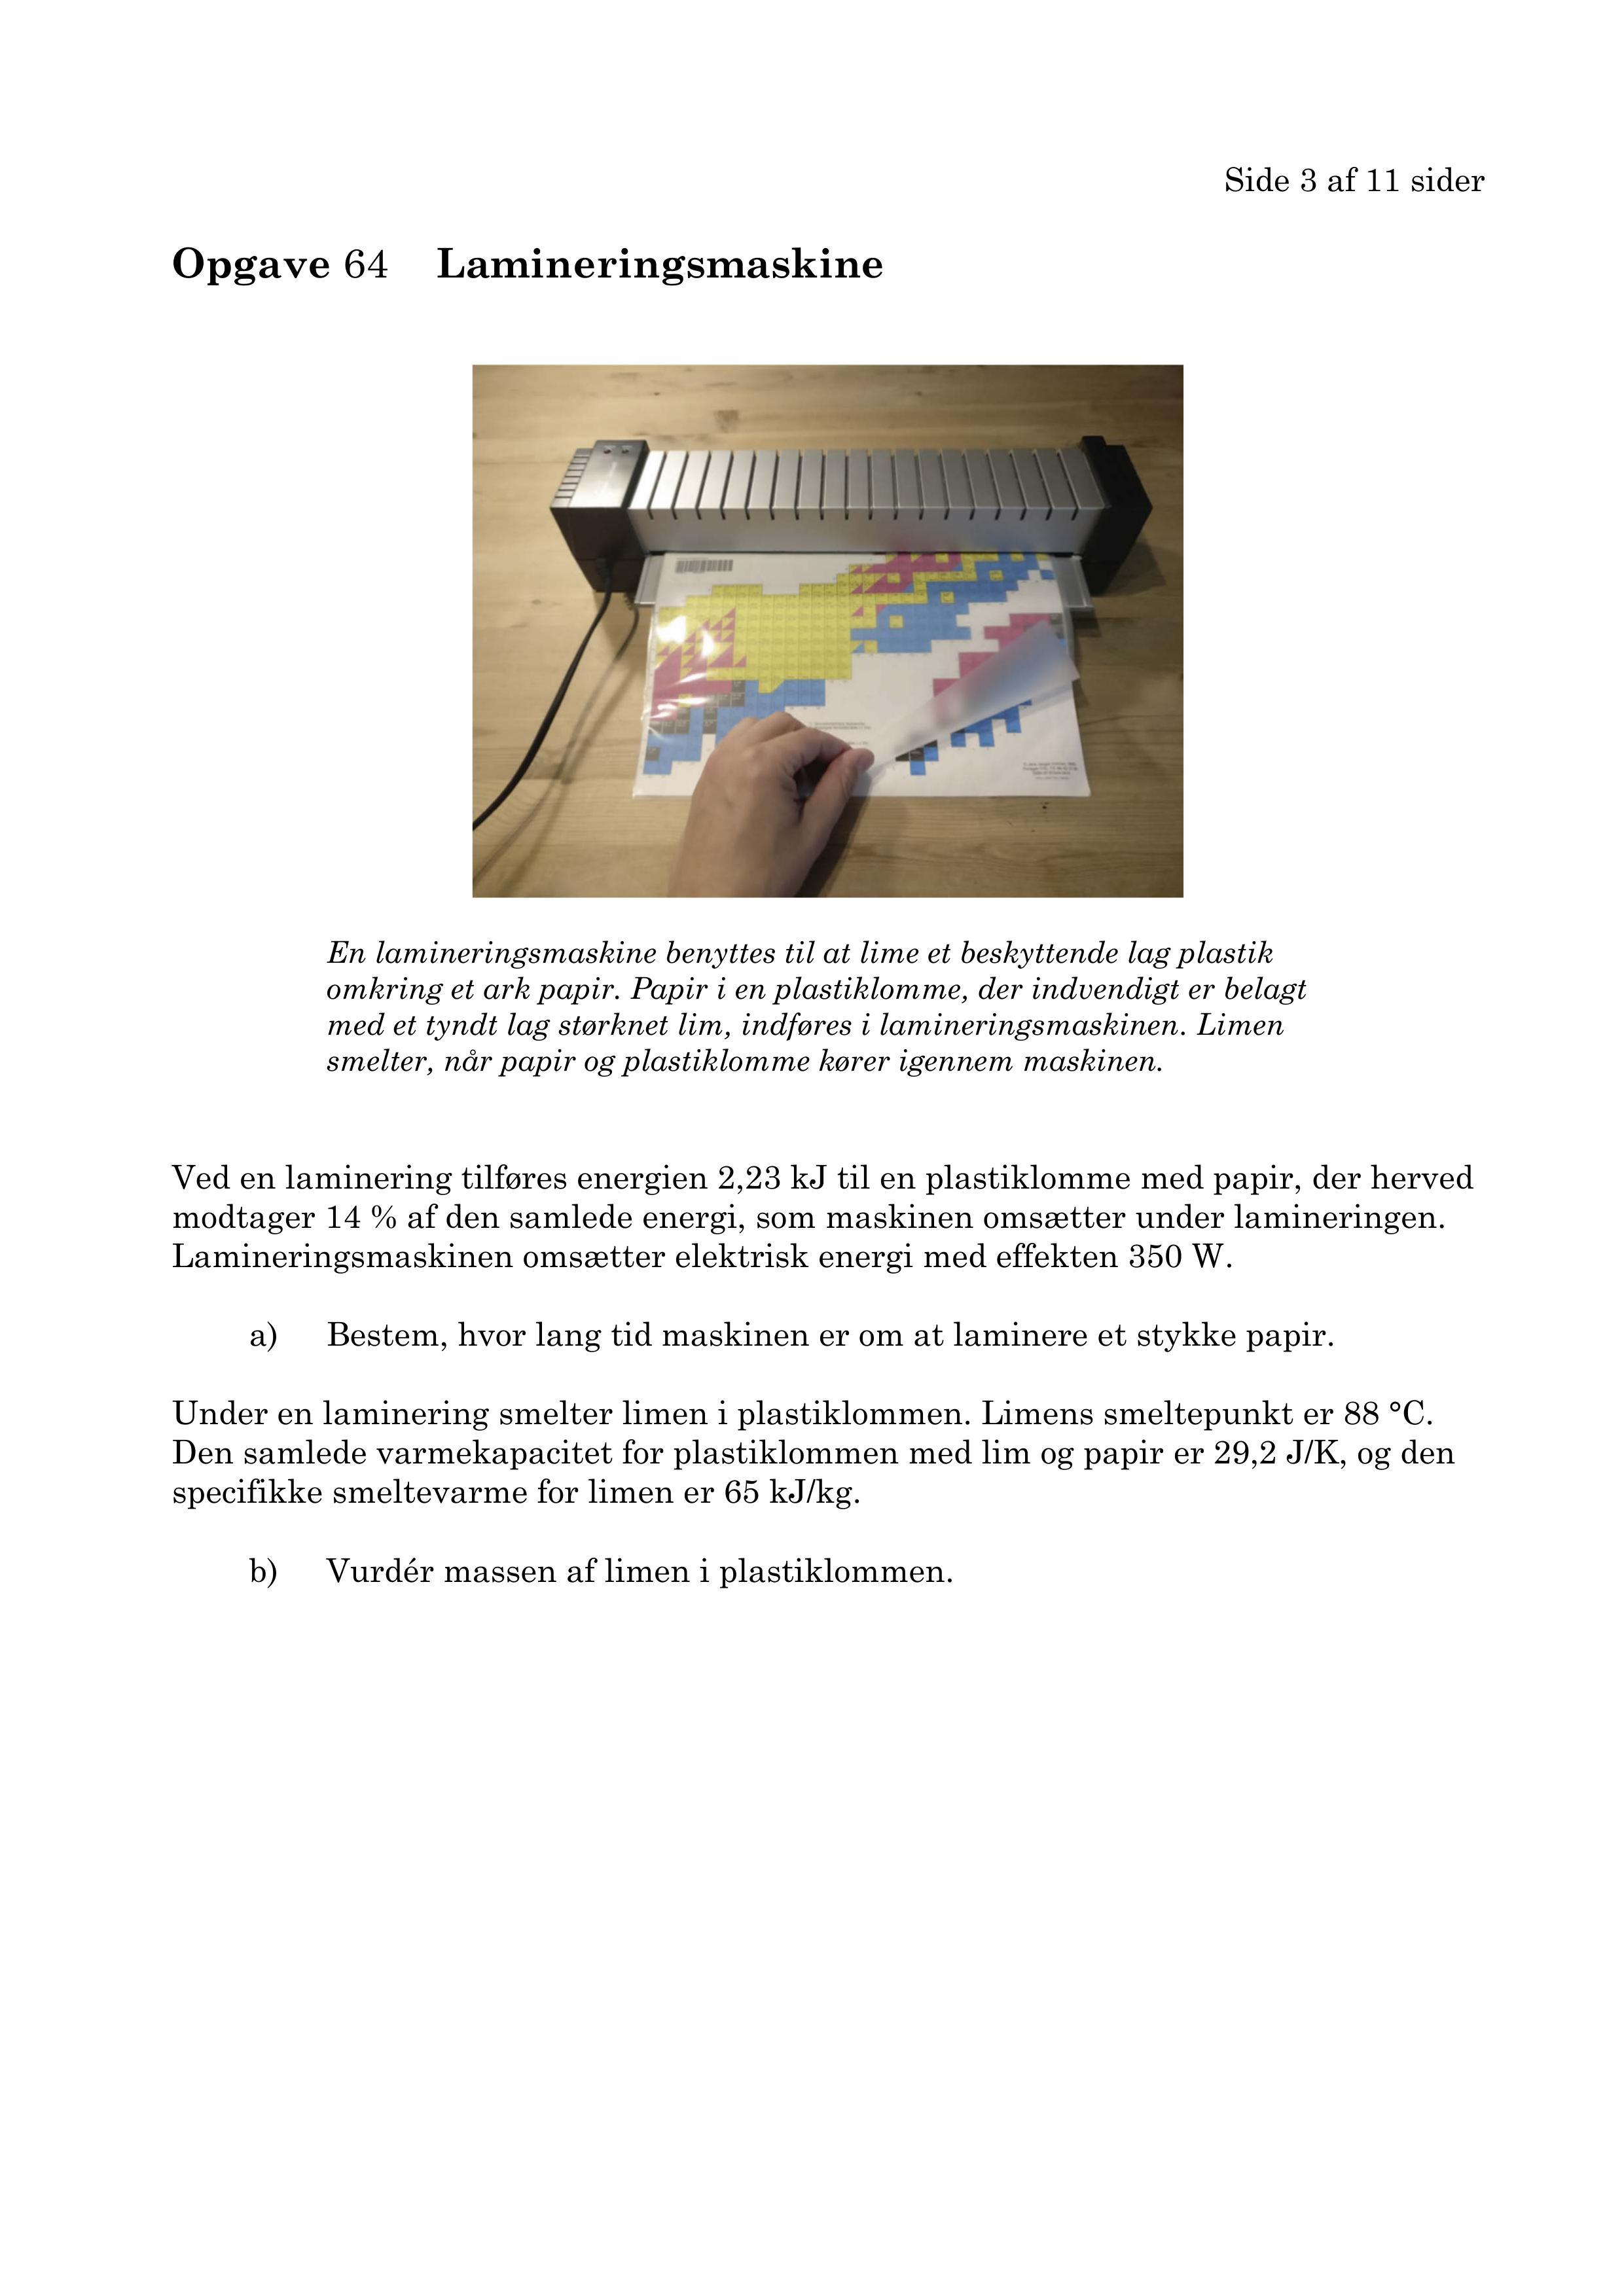 Side 3 af 11 sider
Opgave 64 Lamineringsmaskine
En lamineringsmaskine benyttes til at lime et beskyttende lag plastik
omkring et ark papir. Papir i en plastiklomme, der indvendigt er belagt
med et tyndt lag størknet lim, indføres i lamineringsmaskinen. Limen
smelter, når papir og plastiklomme kører igennem maskinen.
Ved en laminering tilføres energien 2,23 kJ til en plastiklomme med papir, der herved
modtager 14 % af den samlede energi, som maskinen omsætter under lamineringen.
Lamineringsmaskinen omsætter elektrisk energi med effekten 350 W.
a) Bestem, hvor lang tid maskinen er om at laminere et stykke papir.
Under en laminering smelter limen i plastiklommen. Limens smeltepunkt er 88 °C.
Den samlede varmekapacitet for plastiklommen med lim og papir er 29,2 J/K, og den
specifikke smeltevarme for limen er 65 kJ/kg.
b) Vurdér massen af limen i plastiklommen.